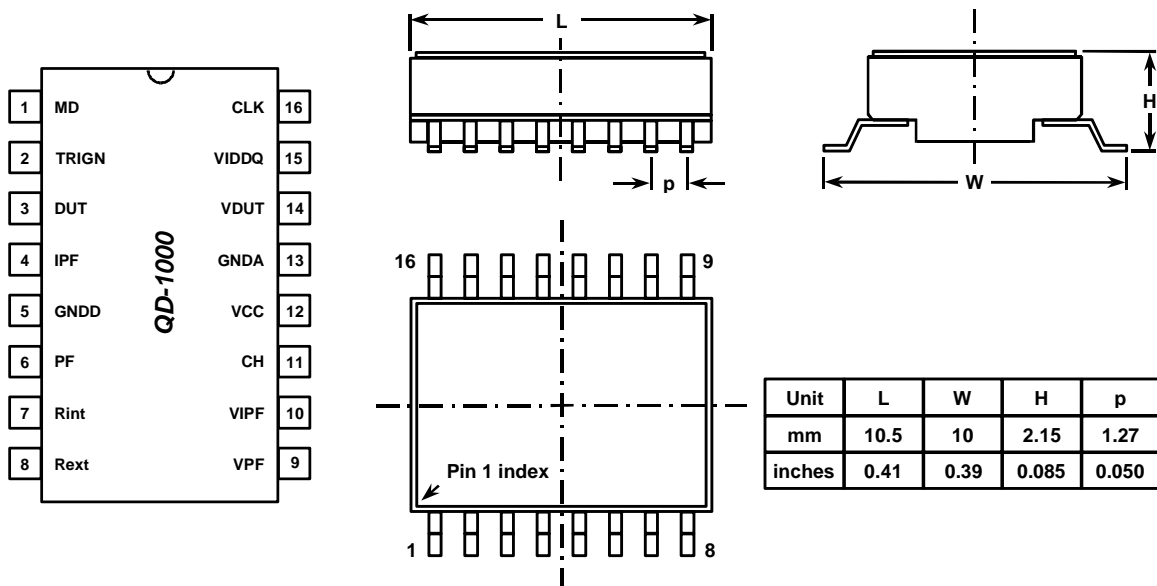 1 MD CLK 16
2 TRIGN VIDDQ 15
3 DUT VDUT 14
4 IPF GNDA 13
5 GNDD VCC 12
6 PF CH 11
7 Rint VIPF 10
8 Rext VPF 9
QD-1000
L
p
H
W
16 9
Pin 1 index
1 8
Unit L W H p
mm 10.5 10 2.15 1.27
inches 0.41 0.39 0.085 0.050